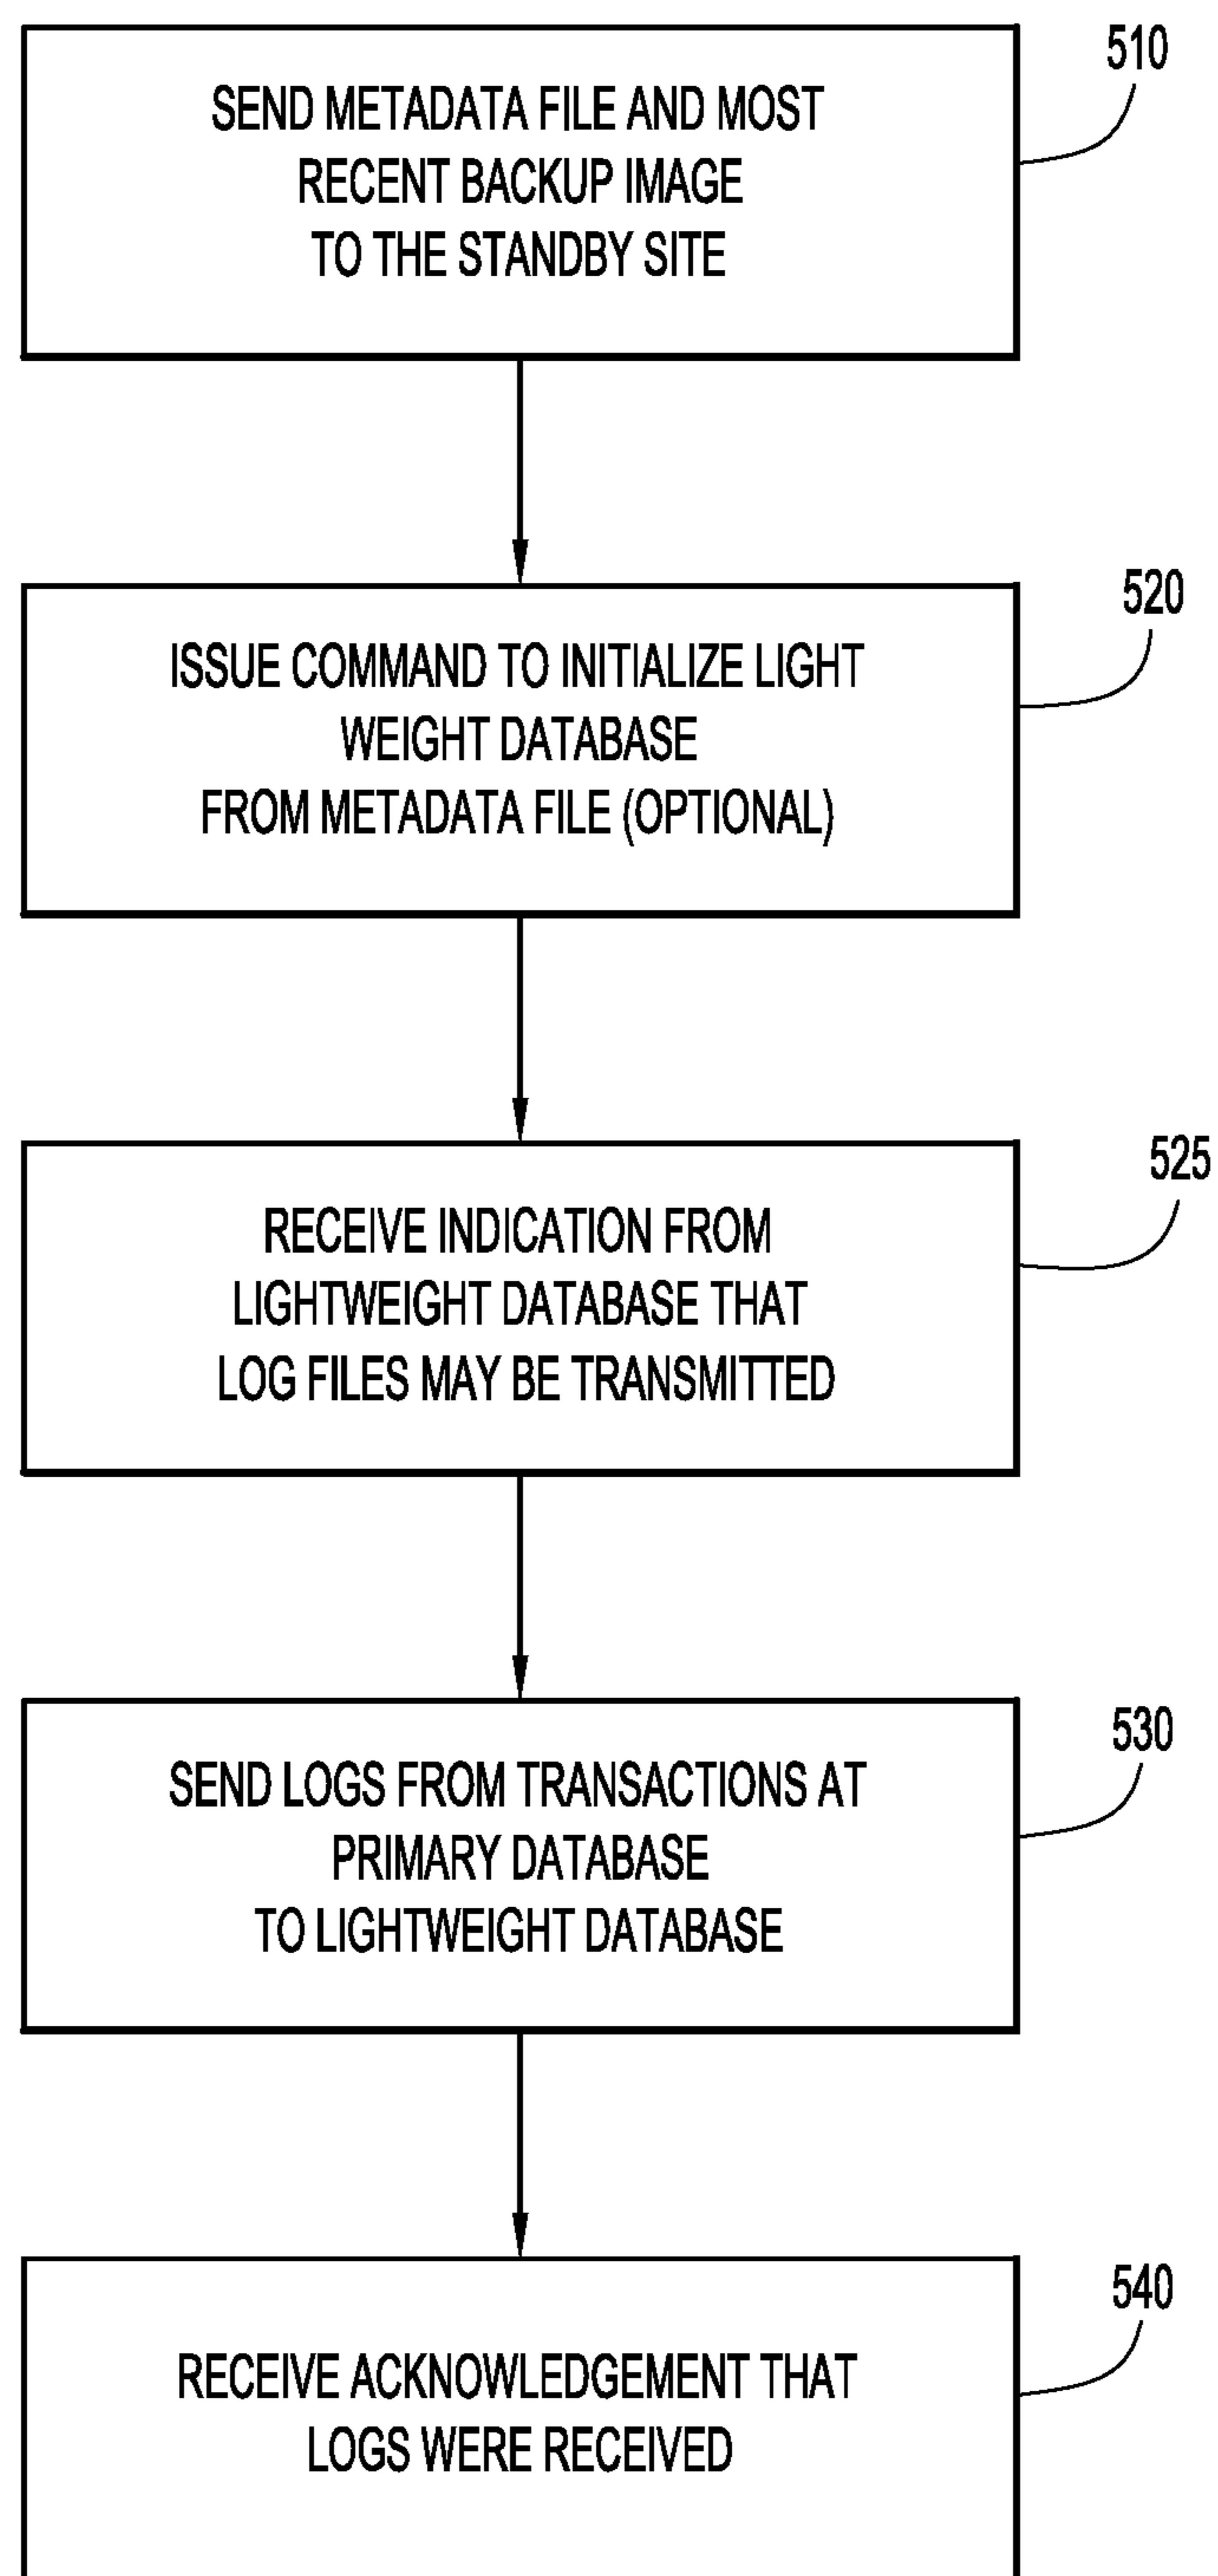 510
SEND METADATA FILE AND MOST
RECENT BACKUP IMAGE
TO THE STANDBY SITE
520
ISSUE COMMAND TO INITIALIZE LIGHT
WEIGHT DATABASE
FROM METADATA FILE (OPTIONAL)
525
RECEIVE INDICATION FROM
LIGHTWEIGHT DATABASE THAT
LOG FILES MAY BE TRANSMITTED
530
SEND LOGS FROM TRANSACTIONS AT
PRIMARY DATABASE
TO LIGHTWEIGHT DATABASE
540
RECEIVE ACKNOWLEDGEMENT THAT
LOGS WERE RECEIVED